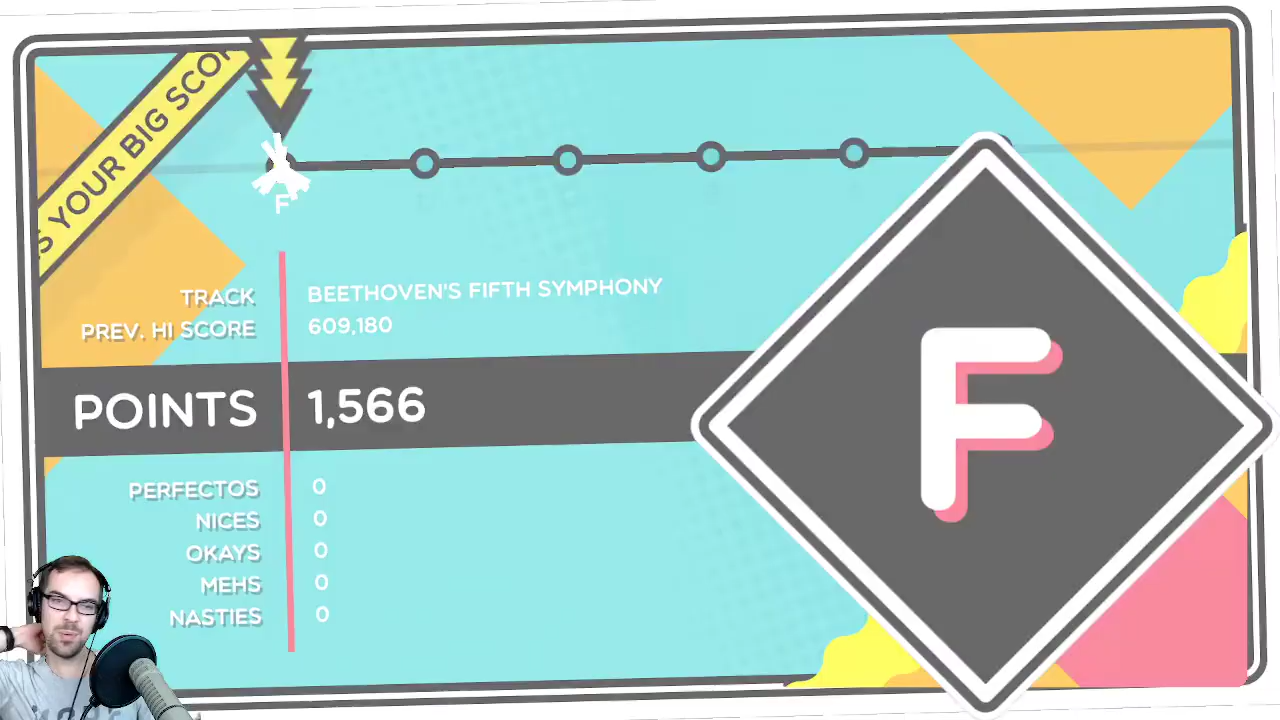 S YOUR BIG SCOR
F
TRACK BEETHOVEN'S FIFTH SYMPHONY
PREV. HI SCORE 609,180
POINTS 1,566
F
PERFECTOS 0
NICES 0
OKAYS 0
MEHS 0
NASTIES 0